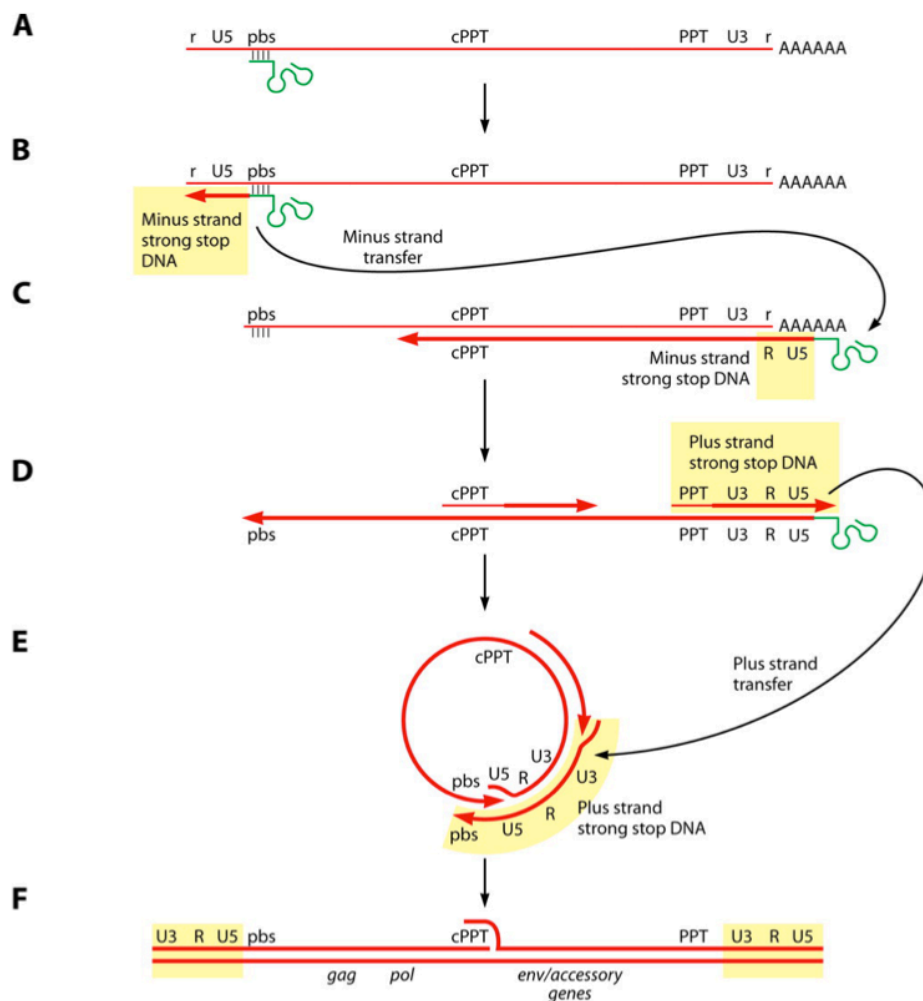 A
r U5 pbs cPPT PPT U3 r AAAAAA
B
r U5 pbs cPPT PPT U3 r AAAAAA
Minus strand
strong stop
DNA
Minus strand
transfer
C
pbs cPPT PPT U3 r AAAAAA
cPPT
Minus strand
strong stop DNA
R U5
D
Plus strand
strong stop DNA
cPPT PPT U3 R U5
pbs cPPT PPT U3 R U5
E
cPPT
Plus strand
transfer
pbs U5 R U3
pbs U5 R U3
Plus strand
strong stop DNA
F
U3 R U5 pbs cPPT PPT U3 R U5
gag pol env/accessory
genes